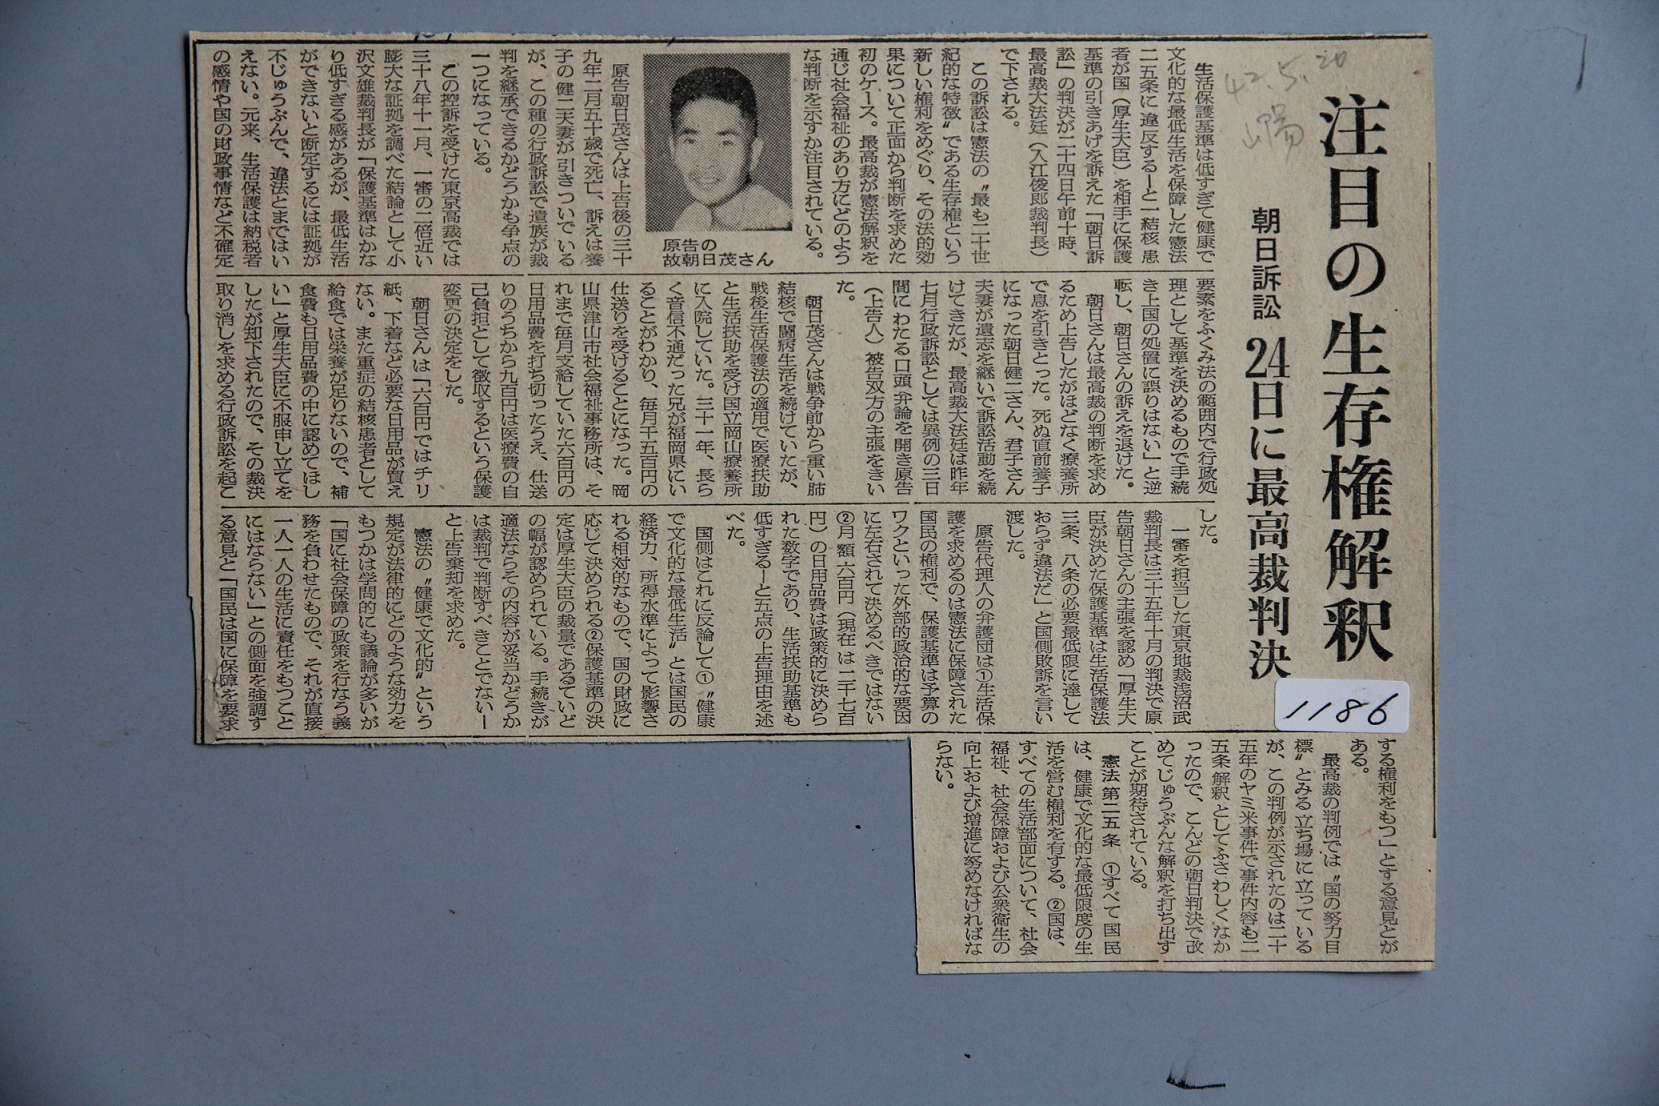 42.5.20
山陽
注目の生存権解釈
朝日訴訟
24日に最高裁判決
1186
生活保護基準は低すぎて健康で
文化的な最低生活を保障した憲法
二五条に違反するーと一結核患
者が国（厚生大臣）を相手に保護
基準の引きあげを訴えた「朝日訴
訟」の判決が二十四日午前十時、
最高裁大法廷（入江俊郎裁判長）
で下される。
この訴訟は憲法の〝最も二十世
紀的な特徴〟である生存権という
新しい権利をめぐり、その法的効
果について正面から判断を求めた
初のケース。最高裁が憲法解釈を
通じ社会福祉のあり方にどのよう
な判断を示すか注目されている。
原告の
故朝日茂さん
原告朝日茂さんは上告後の三十
九年二月五十歳で死亡、訴えは養
子の健二夫妻が引きついでいる
が、この種の行政訴訟で遺族が裁
判を継承できるかどうかも争点の
一つになっている。
この控訴を受けた東京高裁では
三十八年十一月、一審の二倍近い
膨大な証拠を調べた結論として小
沢文雄裁判長が「保護基準はかな
り低すぎる感があるが、最低生活
ができないと断定するには証拠が
不じゅうぶんで、違法とまではい
えない。元来、生活保護は納税者
の感情や国の財政事情など不確定
要素をふくみ法の範囲内で行政処
理として基準を決めるもので手続
き上国の処置に誤りはない」と逆
転し、朝日さんの訴えを退けた。
朝日さんは最高裁の判断を求め
るため上告したがほどなく療養所
で息を引きとった。死ぬ直前養子
になった朝日健二さん、君子さん
夫妻が遺志を継いで訴訟活動を続
けてきたが、最高裁大法廷は昨年
七月行政訴訟としては異例の三日
間にわたる口頭弁論を開き原告
（上告人）被告双方の主張をきい
た。
朝日茂さんは戦争前から重い肺
結核で闘病生活を続けていたが、
戦後生活保護法の適用で医療扶助
と生活扶助を受け国立岡山療養所
に入院していた。三十一年、長ら
く音信不通だった兄が福岡県にい
ることがわかり、毎月千五百円の
仕送りを受けることになった。岡
山県津山市社会福祉事務所は、そ
れまで毎月支給していた六百円の
日用品費を打ち切ったうえ、仕送
りのうちから九百円は医療費の自
己負担として徴収するという保護
変更の決定をした。
朝日さんは「六百円ではチリ
紙、下着など必要な日用品が買え
ない。また重症の結核患者として
給食では栄養が足りないので、補
食費も日用品費の中に認めてほし
い」と厚生大臣に不服申し立てを
したが却下されたので、その裁決
取り消しを求める行政訴訟を起こ
した。
一審を担当した東京地裁浅沼武
裁判長は三十五年十月の判決で原
告朝日さんの主張を認め「厚生大
臣が決めた保護基準は生活保護法
三条、八条の必要最低限に達して
おらず違法だ」と国側敗訴を言い
渡した。
原告代理人の弁護団は①生活保
護を求めるのは憲法に保障された
国民の権利で、保護基準は予算の
ワクといった外部的政治的な要因
に左右されて決めるべきではない
②月額六百円（現在は二千七百
円）の日用品費は政策的に決めら
れた数字であり、生活扶助基準も
低すぎるーと五点の上告理由を述
べた。
国側はこれに反論して①〝健康
で文化的な最低生活〟とは国民の
経済力、所得水準によって影響さ
れる相対的なもので、国の財政に
応じて決められる②保護基準の決
定は厚生大臣の裁量であるていど
の幅が認められている。手続きが
適法ならその内容が妥当かどうか
は裁判で判断すべきことでないー
と上告棄却を求めた。
憲法の〝健康で文化的〟という
規定が法律的にどのような効力を
もつかは学問的にも議論が多いが
「国に社会保障の政策を行なう義
務を負わせたもので、それが直接
一人一人の生活に責任をもつこと
にはならない」との側面を強調す
る意見と「国民は国に保障を要求
する権利をもつ」とする意見とが
ある。
最高裁の判例では〝国の努力目
標〟とみる立ち場に立っている
が、この判例が示されたのは二十
五年のヤミ米事件で事件内容も二
五条解釈としてふさわしくなか
ったので、こんどの朝日判決で改
めてじゅうぶんな解釈を打ち出す
ことが期待されている。
憲法第二五条 ①すべて国民
は、健康で文化的な最低限度の生
活を営む権利を有する。②国は、
すべての生活部面について、社会
福祉、社会保障および公衆衛生の
向上および増進に努めなければな
らない。